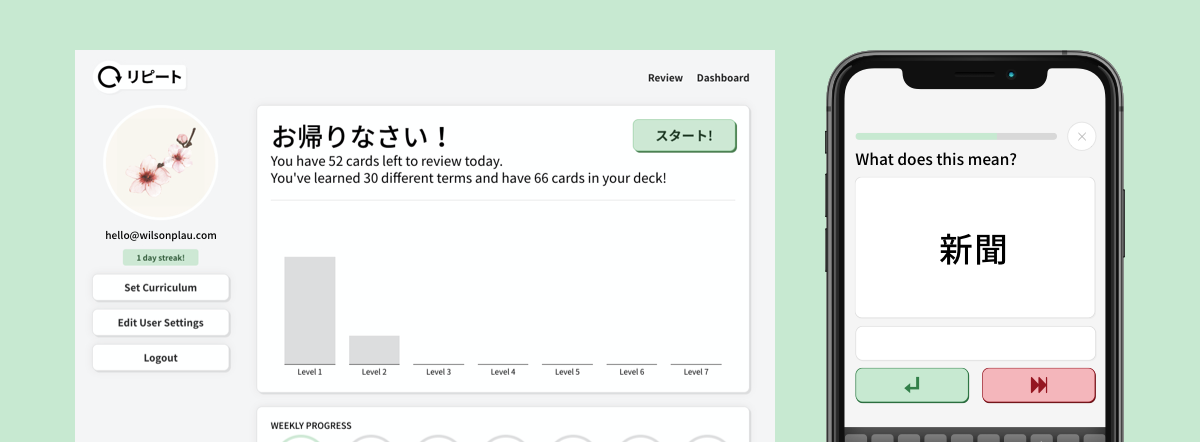 リピート
Review Dashboard
hello@wilsonplau.com
1 day streak!
Set Curriculum
Edit User Settings
Logout
お帰りなさい！
スタート!
You have 52 cards left to review today.
You've learned 30 different terms and have 66 cards in your deck!
Level 1 Level 2 Level 3 Level 4 Level 5 Level 6 Level 7
WEEKLY PROGRESS
What does this mean?
新聞